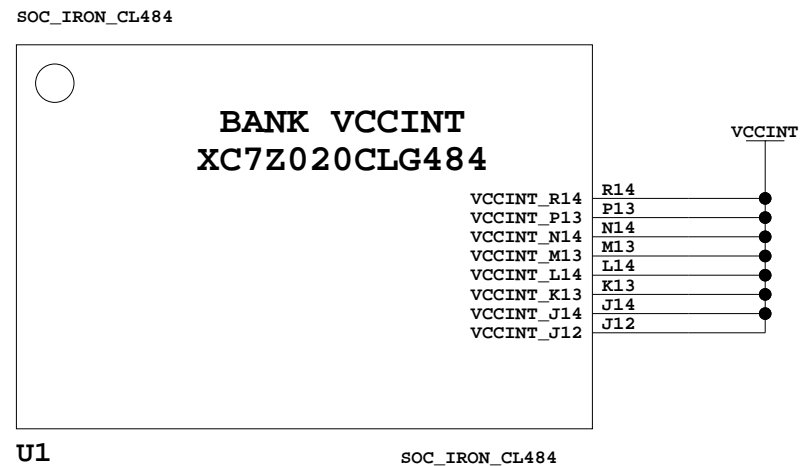 SOC_IRON_CL484
BANK VCCINT
XC7Z020CLG484
VCCINT
VCCINT_R14 R14
VCCINT_P13 P13
VCCINT_N14 N14
VCCINT_M13 M13
VCCINT_L14 L14
VCCINT_K13 K13
VCCINT_J14 J14
VCCINT_J12 J12
U1
SOC_IRON_CL484